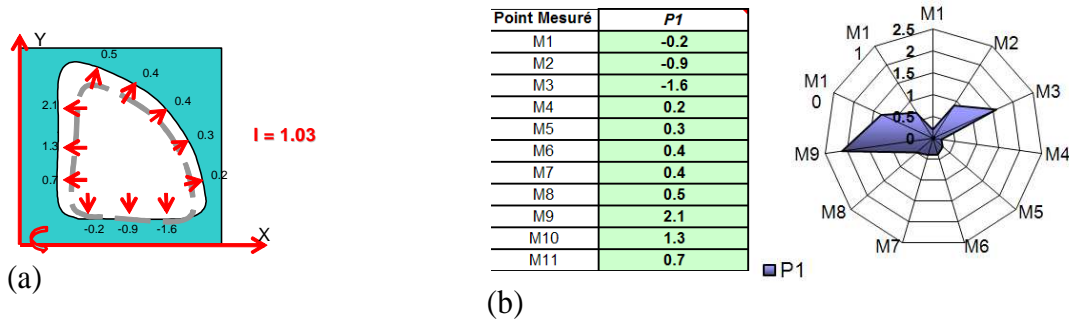 Y
0.5
0.4
0.4
0.3
0.2
2.1
1.3
0.7
-0.2 -0.9 -1.6
X
I = 1.03
(a)
Point Mesuré P1
M1 -0.2
M2 -0.9
M3 -1.6
M4 0.2
M5 0.3
M6 0.4
M7 0.4
M8 0.5
M9 2.1
M10 1.3
M11 0.7
(b)
M1
M2
M3
M4
M5
M6
M7
M8
M9
M1
0
M1
1
2.5
2
1.5
1
0.5
0
P1